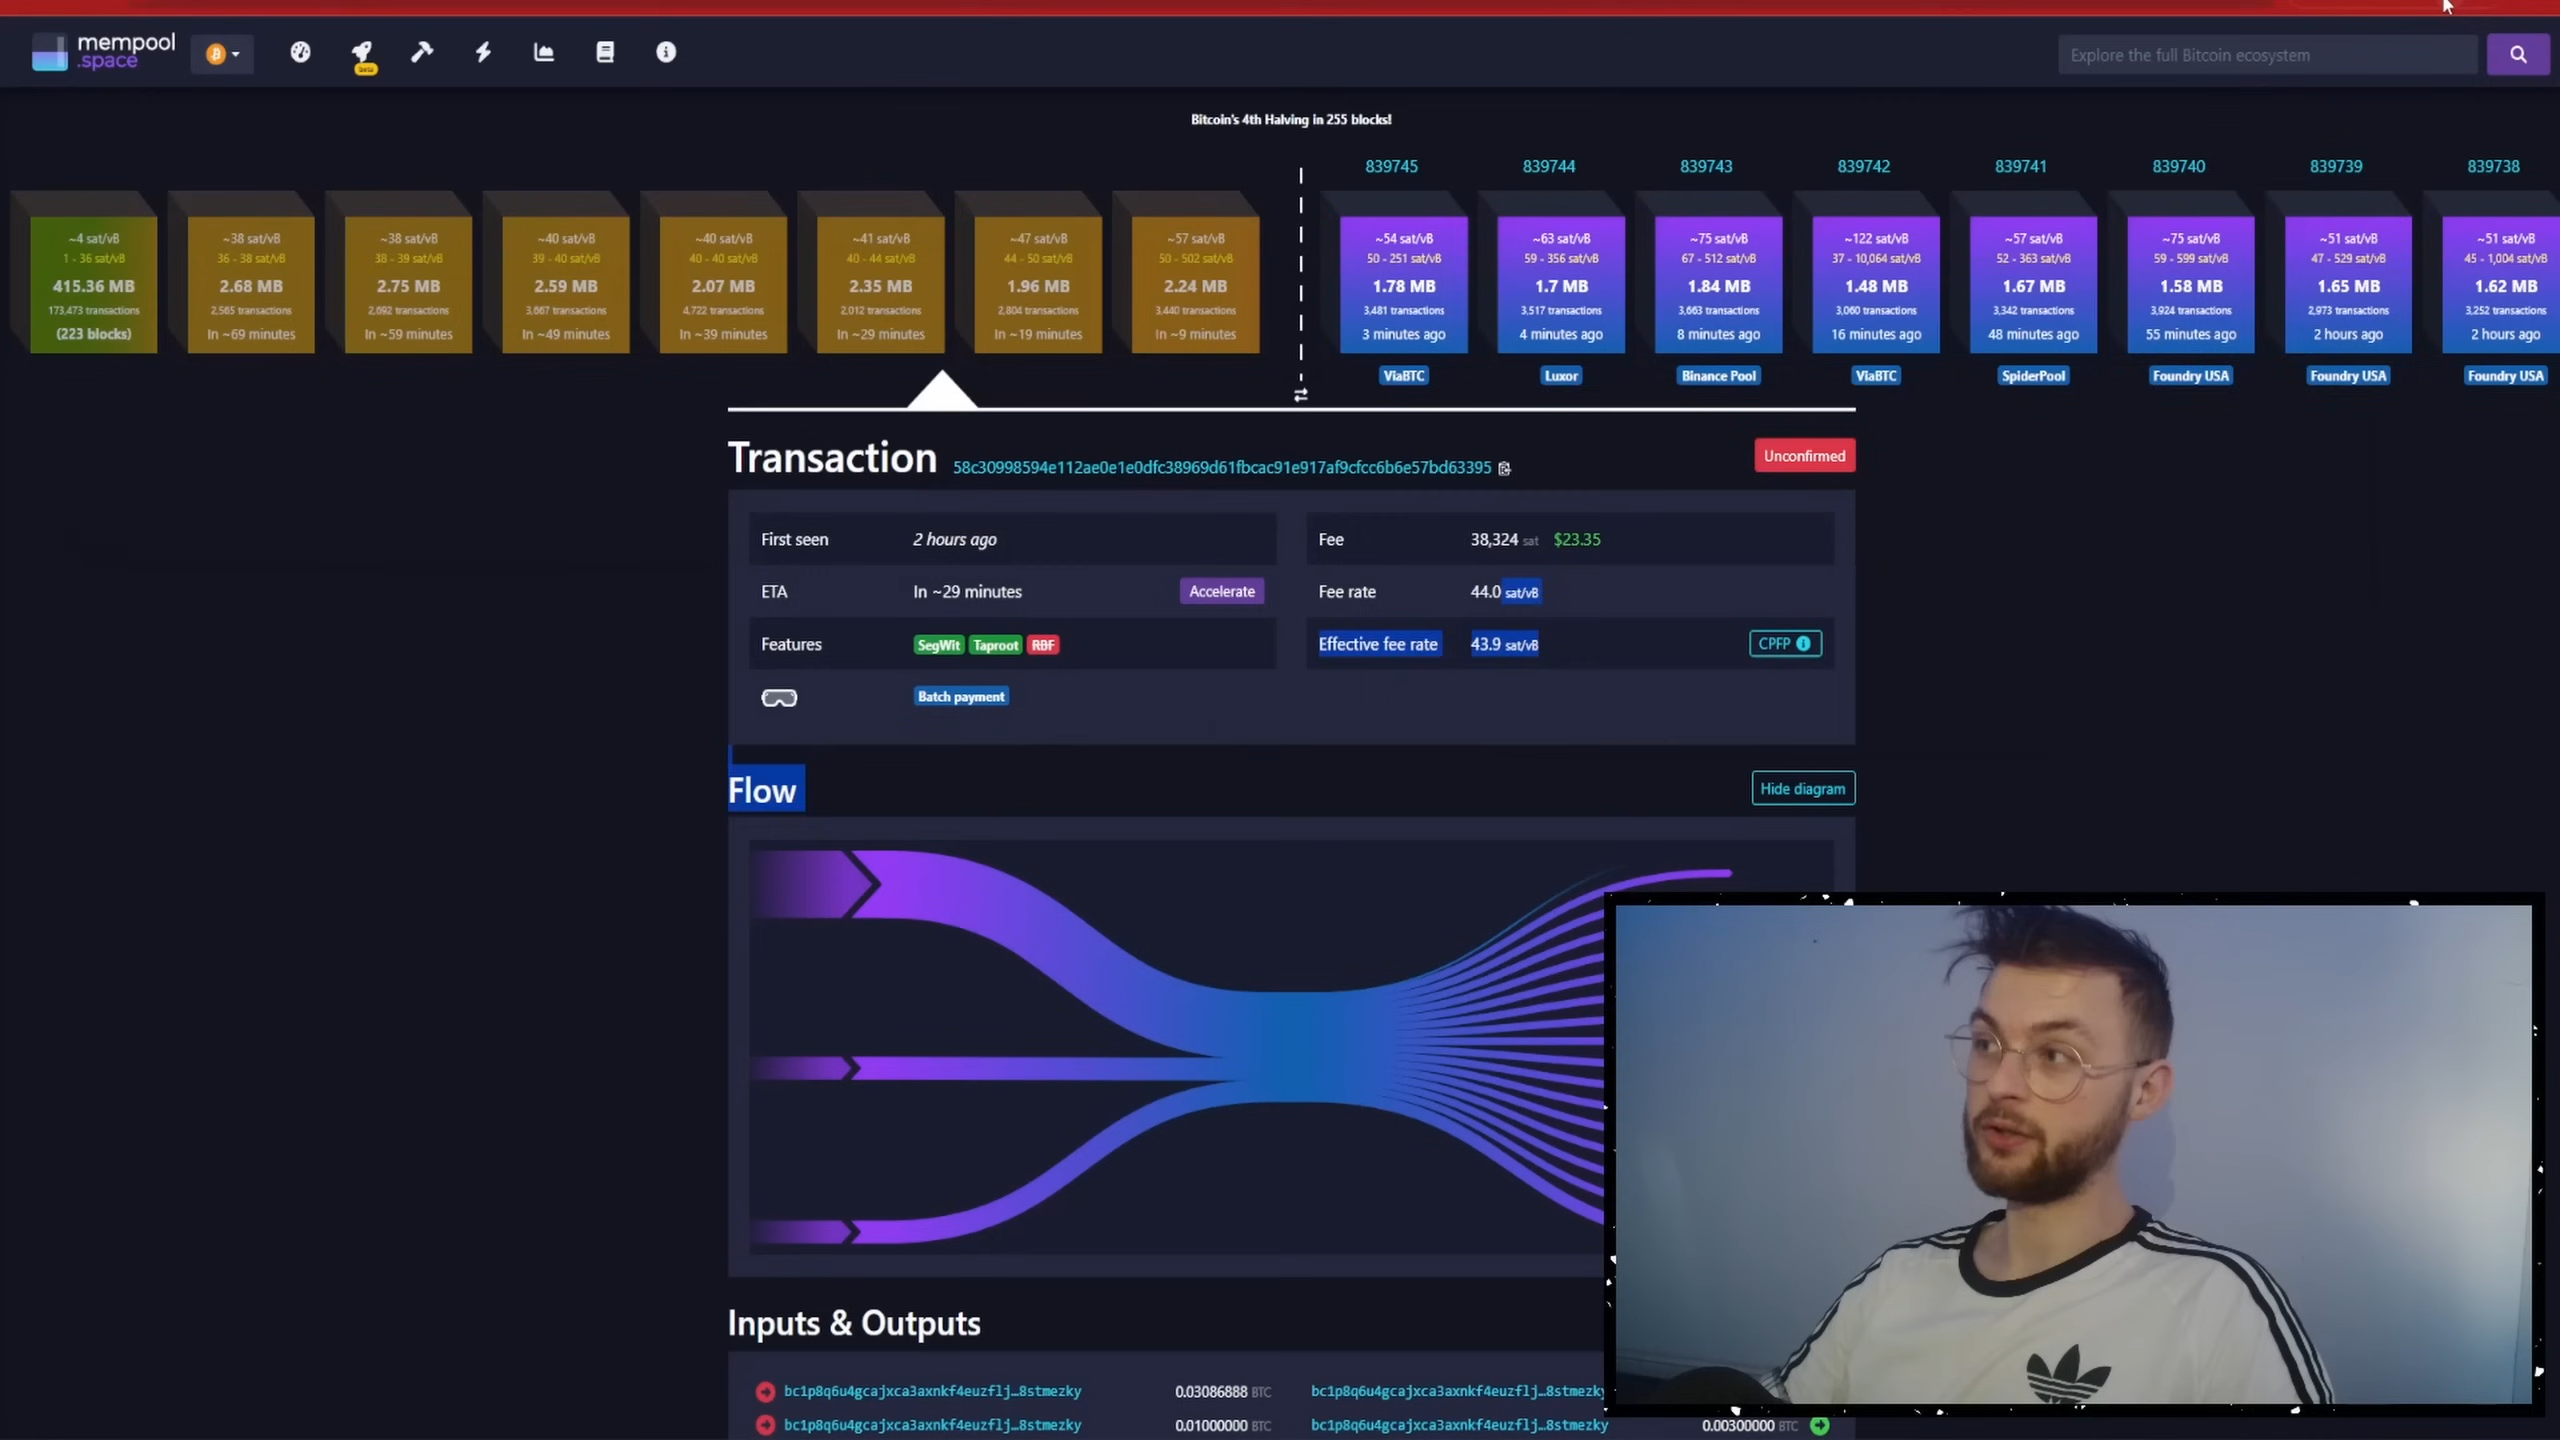 mempool
.space
beta
Explore the full Bitcoin ecosystem
Bitcoin's 4th Halving in 255 blocks!
839745 839744 839743 839742 839741 839740 839739 839738
~4 sat/vB ~38 sat/vB ~38 sat/vB ~40 sat/vB ~40 sat/vB ~41 sat/vB ~47 sat/vB ~57 sat/vB ~54 sat/vB ~63 sat/vB ~75 sat/vB ~122 sat/vB ~57 sat/vB ~75 sat/vB ~51 sat/vB ~51 sat/vB
1 - 36 sat/vB 36 - 38 sat/vB 38 - 39 sat/vB 39 - 40 sat/vB 40 - 40 sat/vB 40 - 44 sat/vB 44 - 50 sat/vB 50 - 502 sat/vB 50 - 251 sat/vB 59 - 356 sat/vB 67 - 512 sat/vB 37 - 10,064 sat/vB 52 - 363 sat/vB 59 - 599 sat/vB 47 - 529 sat/vB 45 - 1,004 sat/vB
415.36 MB 2.68 MB 2.75 MB 2.59 MB 2.07 MB 2.35 MB 1.96 MB 2.24 MB 1.78 MB 1.7 MB 1.84 MB 1.48 MB 1.67 MB 1.58 MB 1.65 MB 1.62 MB
173,473 transactions 2,565 transactions 2,692 transactions 3,667 transactions 4,722 transactions 2,012 transactions 2,804 transactions 3,440 transactions 3,481 transactions 3,517 transactions 3,663 transactions 3,060 transactions 3,342 transactions 3,924 transactions 2,973 transactions 3,252 transactions
(223 blocks) In ~69 minutes In ~59 minutes In ~49 minutes In ~39 minutes In ~29 minutes In ~19 minutes In ~9 minutes 3 minutes ago 4 minutes ago 8 minutes ago 16 minutes ago 48 minutes ago 55 minutes ago 2 hours ago 2 hours ago
ViaBTC Luxor Binance Pool ViaBTC SpiderPool Foundry USA Foundry USA Foundry USA
Transaction 58c30998594e112ae0e1e0dfc38969d61fbcac91e917af9cfcc6b6e57bd63395 Unconfirmed
First seen 2 hours ago Fee 38,324 sat $23.35
ETA In ~29 minutes Accelerate Fee rate 44.0 sat/vB
Features SegWit Taproot RBF Effective fee rate 43.9 sat/vB CPFP
Batch payment
Flow Hide diagram
Inputs & Outputs
bc1p8q6u4gcajxca3axnkf4euzflj…8stmezky 0.03086888 BTC bc1p8q6u4gcajxca3axnkf4euzflj…8stmezky
bc1p8q6u4gcajxca3axnkf4euzflj…8stmezky 0.01000000 BTC bc1p8q6u4gcajxca3axnkf4euzflj…8stmezky 0.00300000 BTC